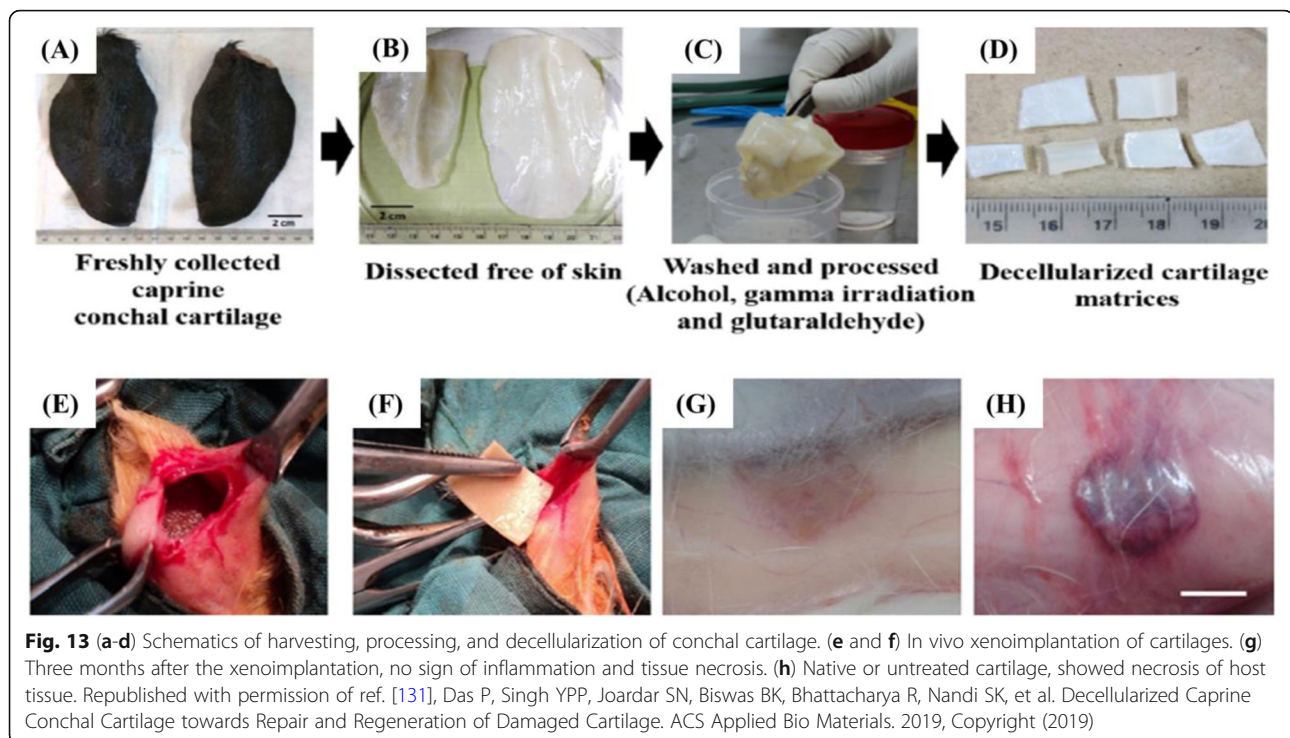 (A)
2 cm
Freshly collected
caprine
conchal cartilage
(B)
2 cm
Dissected free of skin
(C)
Washed and processed
(Alcohol, gamma irradiation
and glutaraldehyde)
(D)
15 16 17 18 19 20
Decellularized cartilage
matrices
(E)
(F)
(G)
(H)
Fig. 13 (a-d) Schematics of harvesting, processing, and decellularization of conchal cartilage. (e and f) In vivo xenoimplantation of cartilages. (g)
Three months after the xenoimplantation, no sign of inflammation and tissue necrosis. (h) Native or untreated cartilage, showed necrosis of host
tissue. Republished with permission of ref. [131], Das P, Singh YPP, Joardar SN, Biswas BK, Bhattacharya R, Nandi SK, et al. Decellularized Caprine
Conchal Cartilage towards Repair and Regeneration of Damaged Cartilage. ACS Applied Bio Materials. 2019, Copyright (2019)